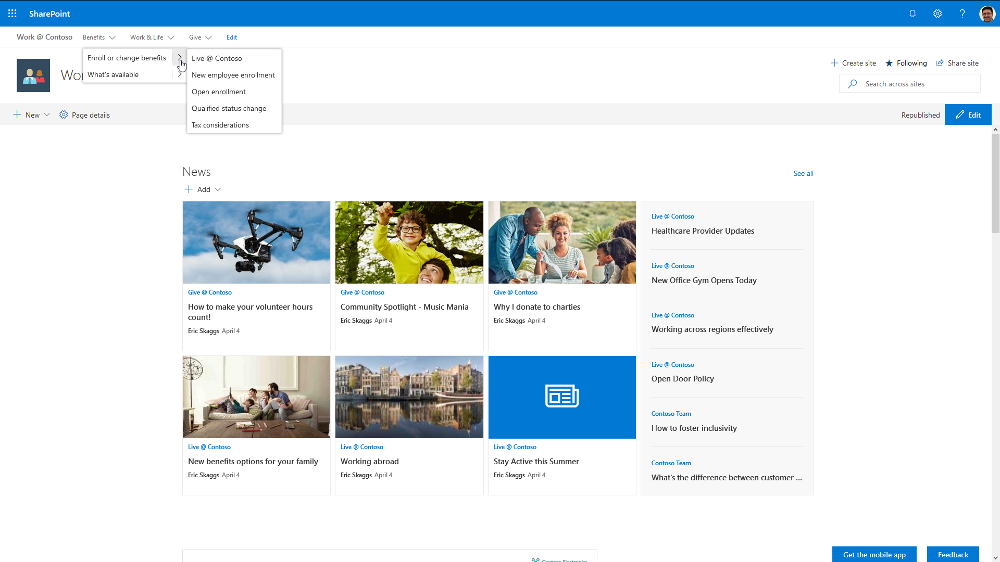 SharePoint
Work @ Contoso Benefits Work & Life Give Edit
Enroll or change benefits
What's available
Live @ Contoso
New employee enrollment
Open enrollment
Qualified status change
Tax considerations
Wor
Create site Following Share site
Search across sites
New Page details
Republished Edit
News
See all
Add
Give @ Contoso
How to make your volunteer hours
count!
Eric Skaggs April 4
Give @ Contoso
Community Spotlight - Music Mania
Eric Skaggs April 4
Give @ Contoso
Why I donate to charties
Eric Skaggs April 4
Live @ Contoso
New benefits options for your family
Eric Skaggs April 4
Live @ Contoso
Working abroad
Eric Skaggs April 4
Live @ Contoso
Stay Active this Summer
Eric Skaggs April 4
Live @ Contoso
Healthcare Provider Updates
Live @ Contoso
New Office Gym Opens Today
Live @ Contoso
Working across regions effectively
Live @ Contoso
Open Door Policy
Contoso Team
How to foster inclusivity
Contoso Team
What's the difference between customer ...
Contoso Electronics
Get the mobile app
Feedback